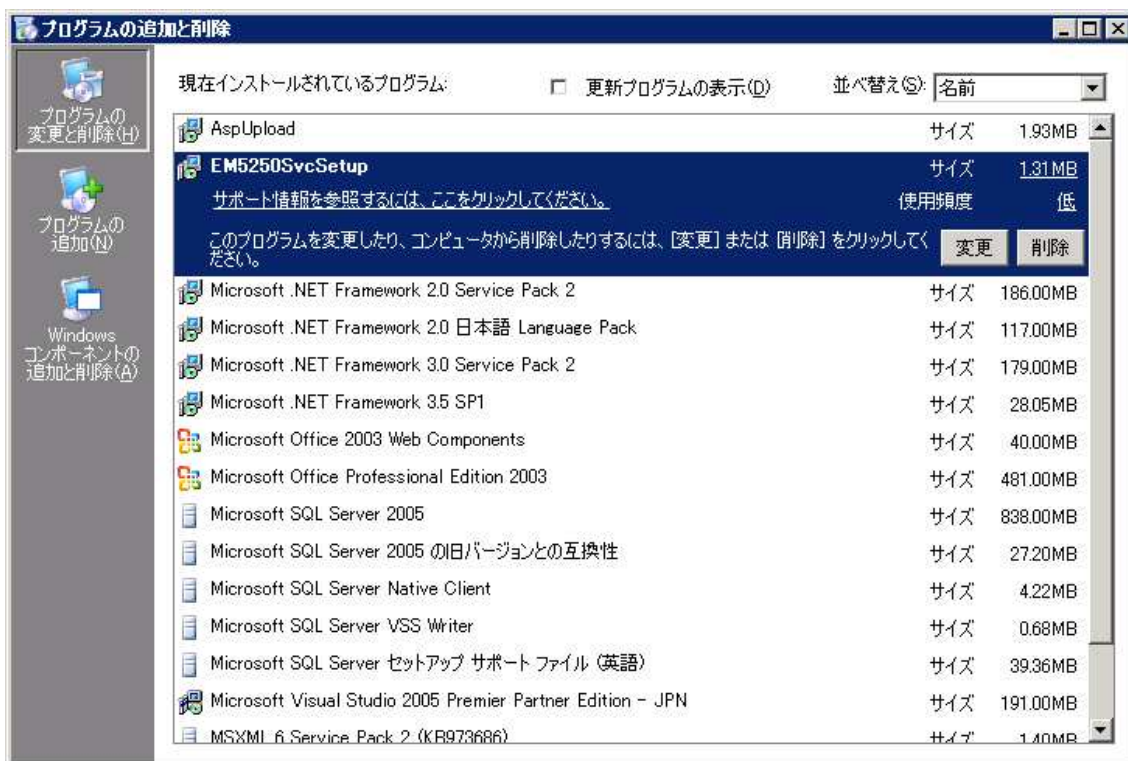 プログラムの追加と削除
プログラムの
変更と削除(H)
プログラムの
追加(N)
Windows
コンポーネントの
追加と削除(A)
現在インストールされているプログラム:
更新プログラムの表示(D)
並べ替え(S):
名前
AspUpload サイズ 1.93MB
EM5250SvcSetup サイズ 1.31MB
サポート情報を参照するには、ここをクリックしてください。 使用頻度 低
このプログラムを変更したり、コンピュータから削除したりするには、[変更] または [削除] をクリックしてく
ださい。
変更 削除
Microsoft .NET Framework 2.0 Service Pack 2 サイズ 186.00MB
Microsoft .NET Framework 2.0 日本語 Language Pack サイズ 117.00MB
Microsoft .NET Framework 3.0 Service Pack 2 サイズ 179.00MB
Microsoft .NET Framework 3.5 SP1 サイズ 28.05MB
Microsoft Office 2003 Web Components サイズ 40.00MB
Microsoft Office Professional Edition 2003 サイズ 481.00MB
Microsoft SQL Server 2005 サイズ 838.00MB
Microsoft SQL Server 2005 の旧バージョンとの互換性 サイズ 27.20MB
Microsoft SQL Server Native Client サイズ 4.22MB
Microsoft SQL Server VSS Writer サイズ 0.68MB
Microsoft SQL Server セットアップ サポート ファイル (英語) サイズ 39.36MB
Microsoft Visual Studio 2005 Premier Partner Edition - JPN サイズ 191.00MB
MSXML 6 Service Pack 2 (KB973686) サイズ 1.40MB